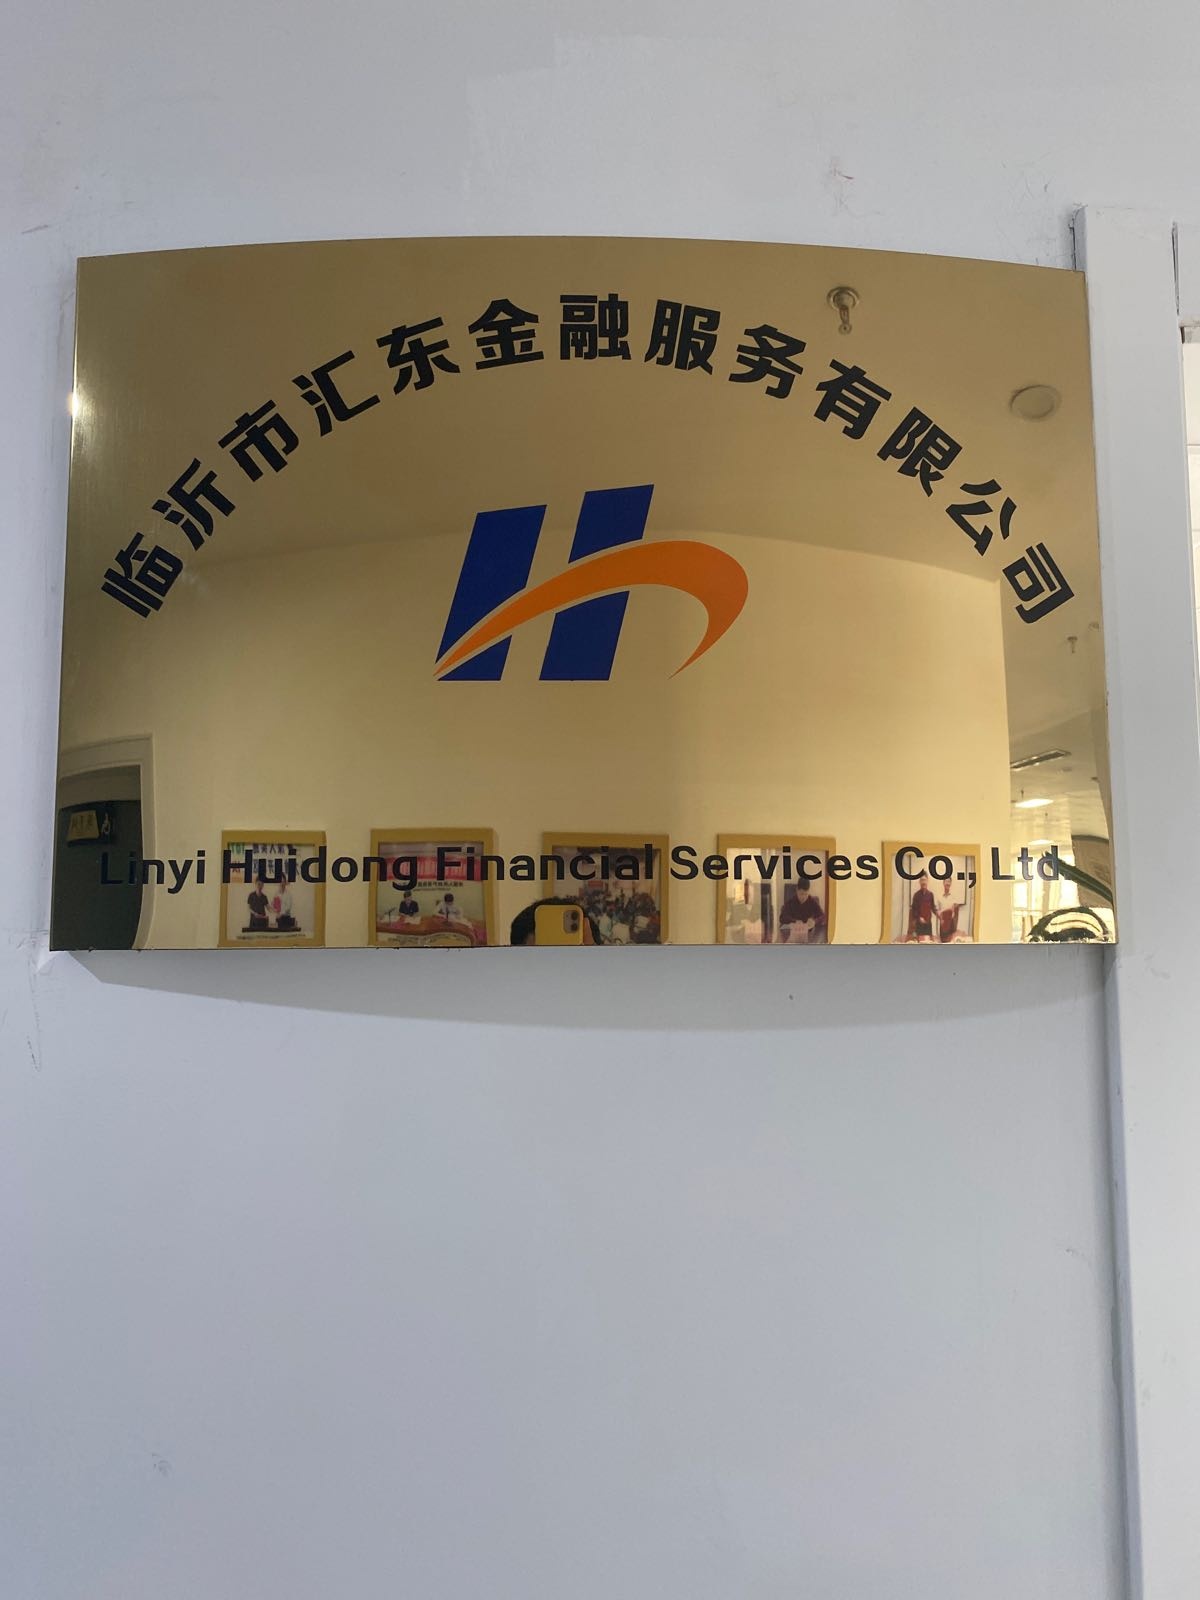 临沂市汇东金融服务有限公司
Linyi Huidong Financial Services Co., Ltd.